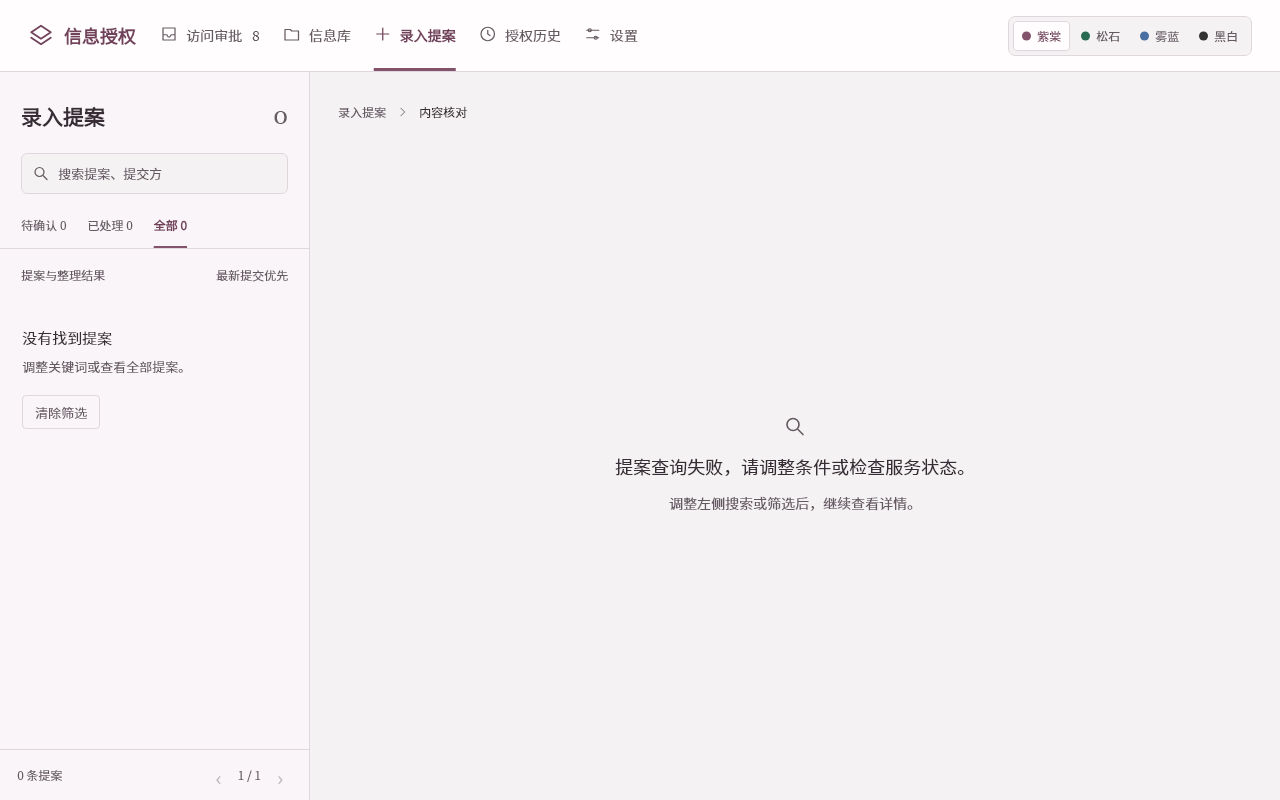 信息授权
访问审批 8
信息库
录入提案
授权历史
设置
紫棠
松石
雾蓝
黑白
录入提案 0
搜索提案、提交方
待确认 0
已处理 0
全部 0
提案与整理结果
最新提交优先
没有找到提案
调整关键词或查看全部提案。
清除筛选
0 条提案
‹ 1 / 1 ›
录入提案 > 内容核对
提案查询失败，请调整条件或检查服务状态。
调整左侧搜索或筛选后，继续查看详情。